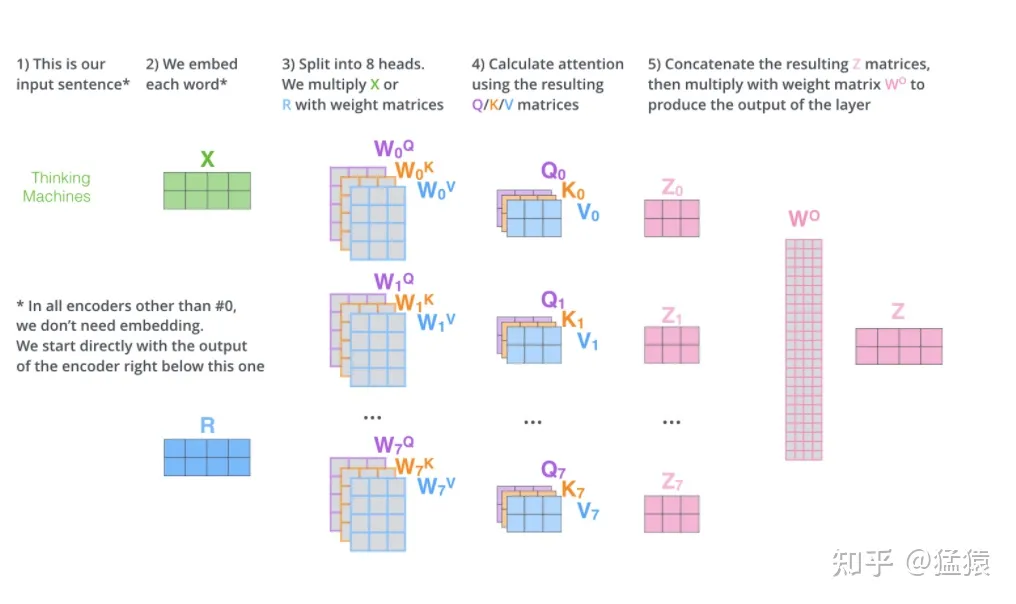 1) This is our
input sentence*
2) We embed
each word*
3) Split into 8 heads.
We multiply X or
R with weight matrices
4) Calculate attention
using the resulting
Q/K/V matrices
5) Concatenate the resulting Z matrices,
then multiply with weight matrix Wᴼ to
produce the output of the layer
Thinking
Machines
X
W₀Q
W₀K
W₀V
Q₀
K₀
V₀
Z₀
Wᴼ
* In all encoders other than #0,
we don’t need embedding.
We start directly with the output
of the encoder right below this one
W₁Q
W₁K
W₁V
Q₁
K₁
V₁
Z₁
Z
...
...
...
R
W₇Q
W₇K
W₇V
Q₇
K₇
V₇
Z₇
知乎 @猛猿